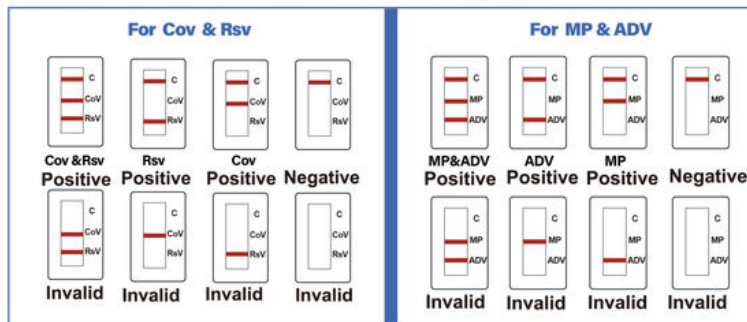 For Cov & Rsv
C
CoV
RsV
C
CoV
RsV
C
CoV
RsV
C
CoV
RsV
Cov &Rsv
Positive
Rsv
Positive
Cov
Positive
Negative
C
CoV
RsV
C
CoV
RsV
C
CoV
RsV
C
CoV
RsV
Invalid
Invalid
Invalid
Invalid
For MP & ADV
C
MP
ADV
C
MP
ADV
C
MP
ADV
C
MP
ADV
MP&ADV
Positive
ADV
Positive
MP
Positive
Negative
C
MP
ADV
C
MP
ADV
C
MP
ADV
C
MP
ADV
Invalid
Invalid
Invalid
Invalid